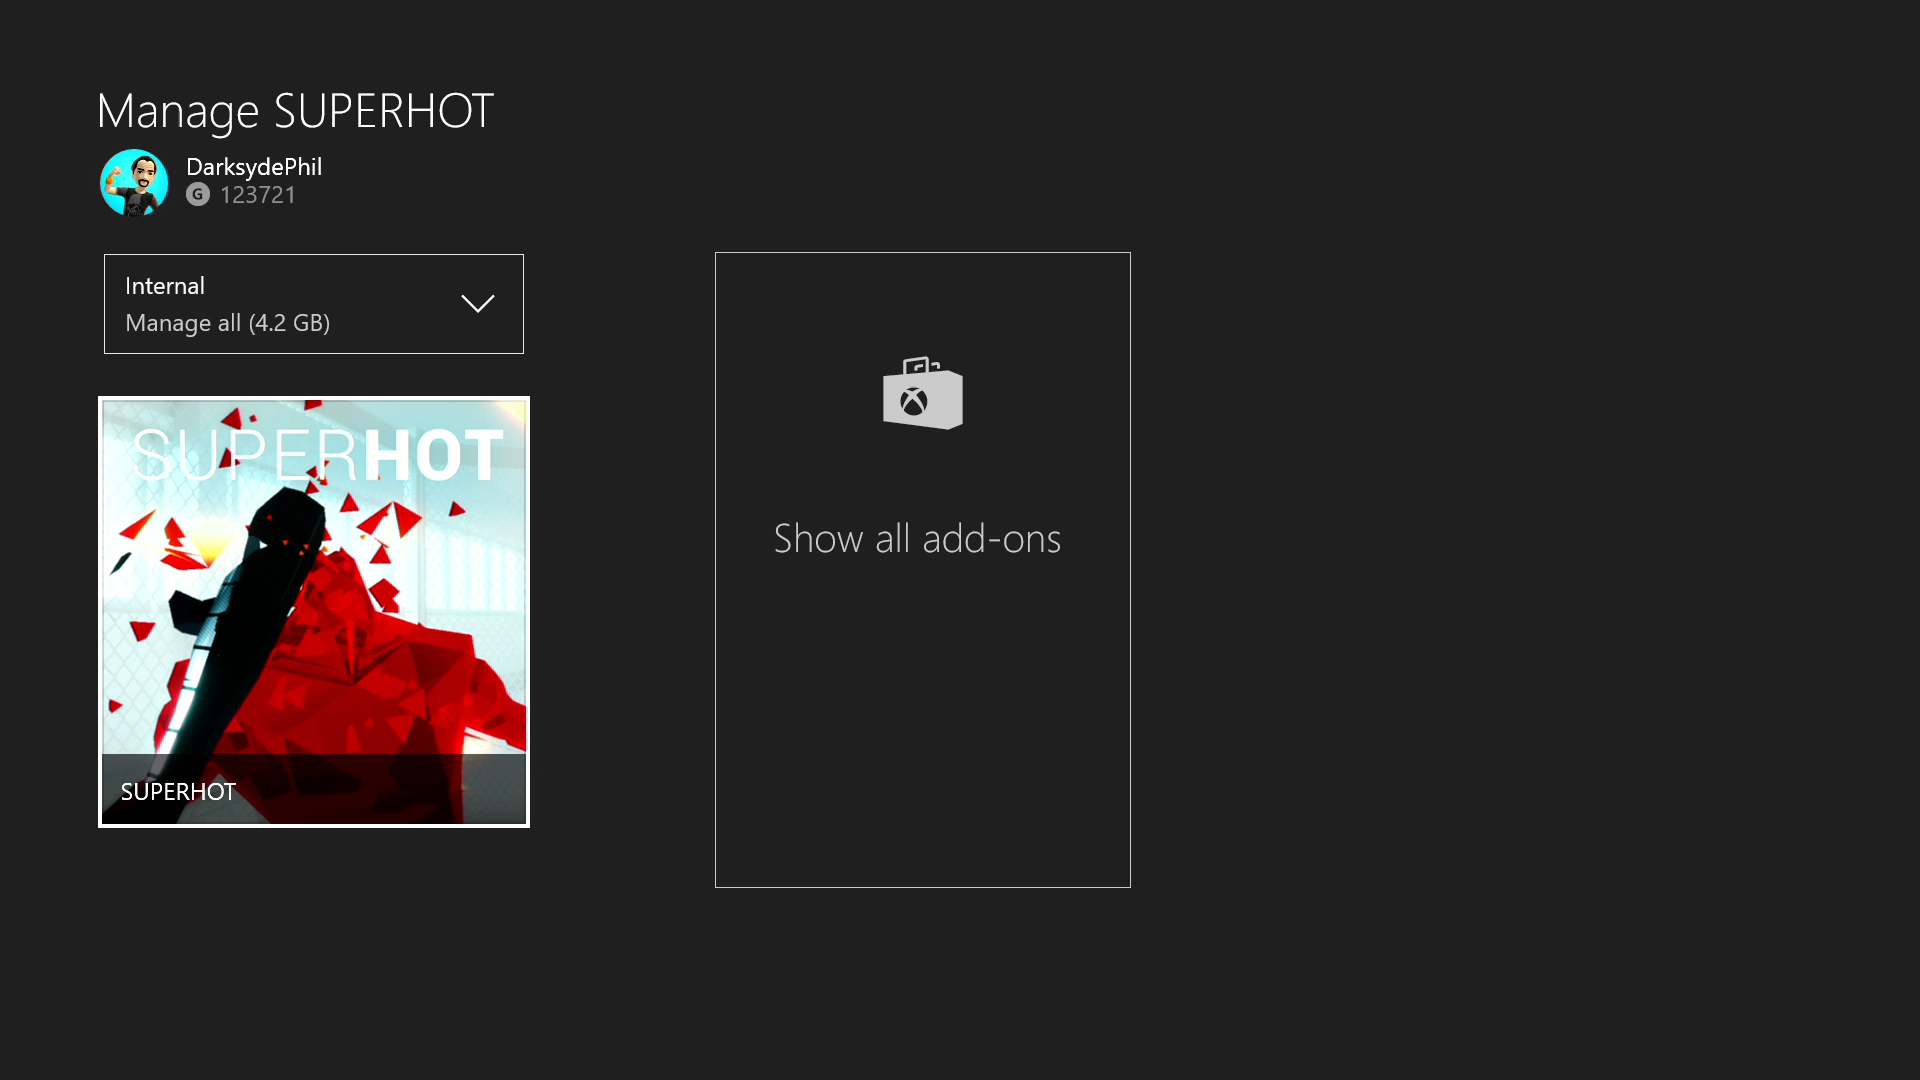 Manage SUPERHOT
DarksydePhil
G 123721
Internal
Manage all (4.2 GB)
SUPERHOT
SUPERHOT
Show all add-ons